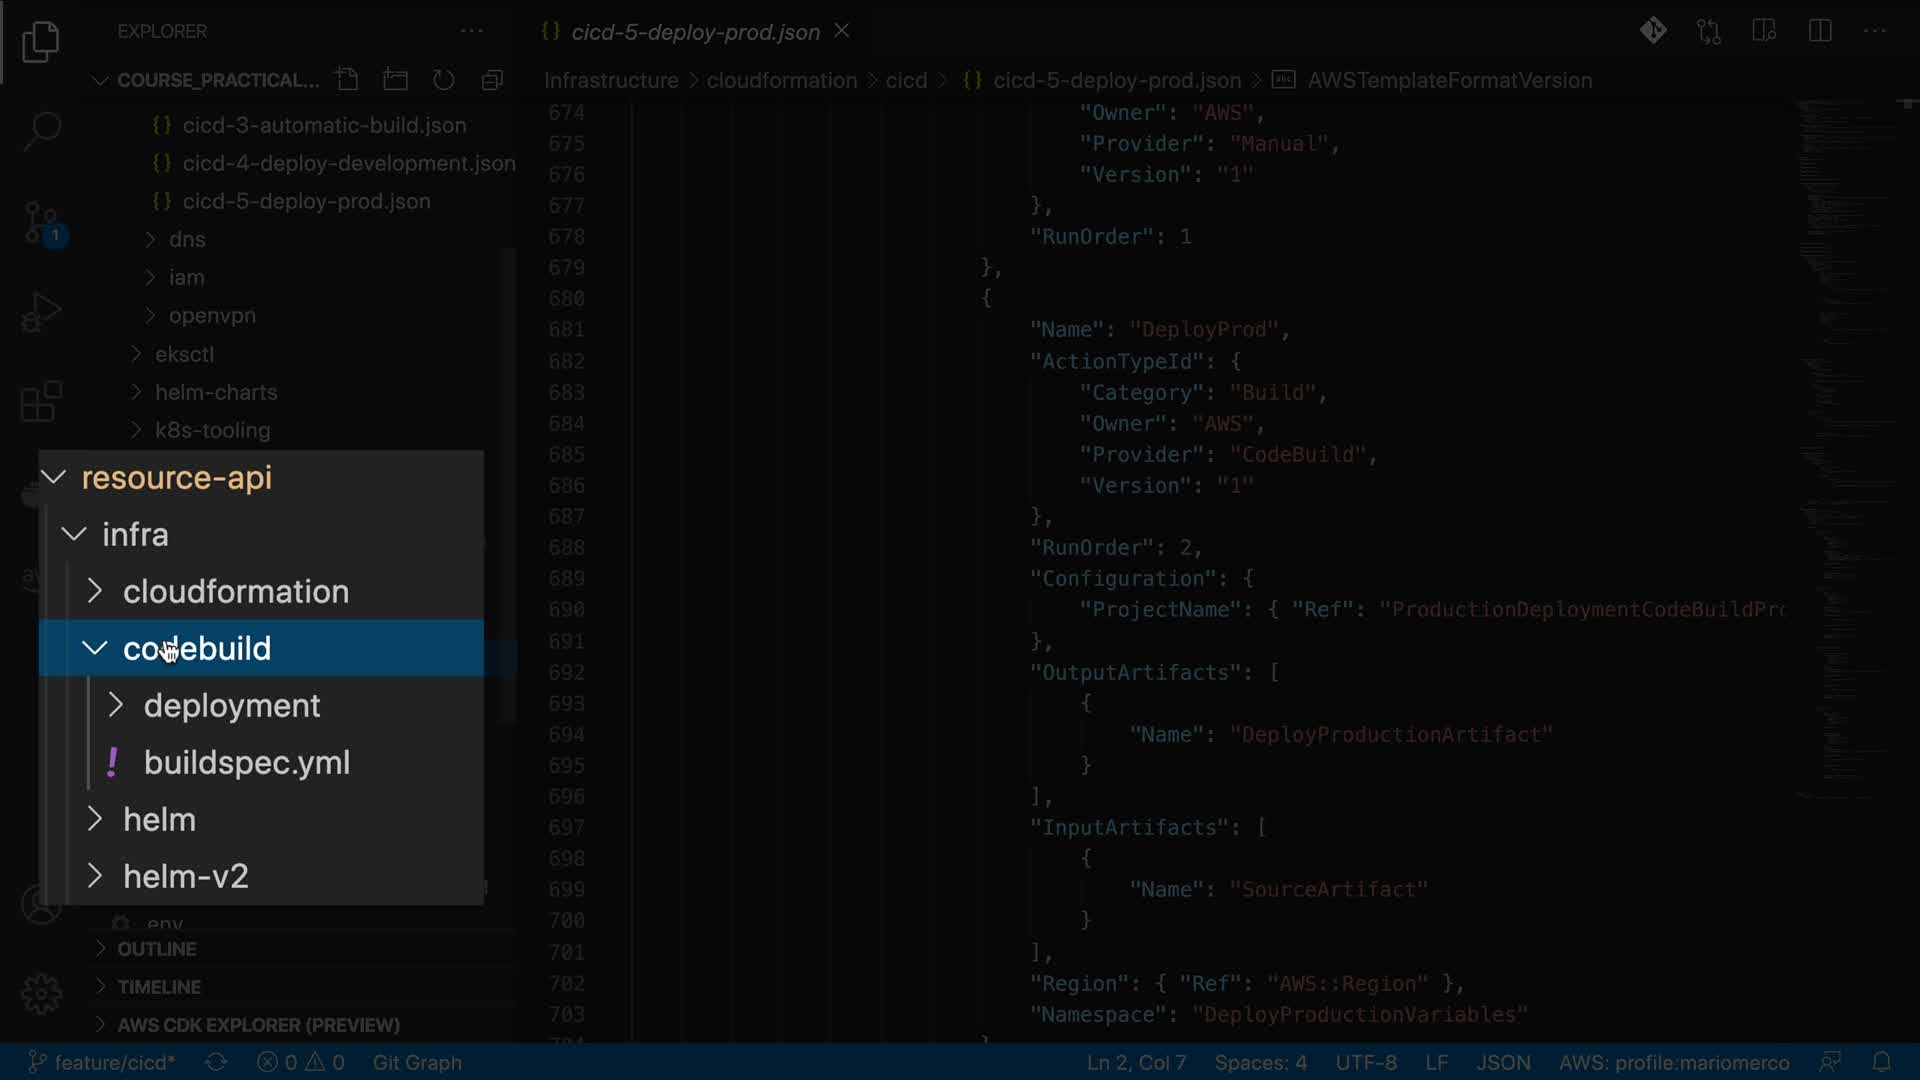 EXPLORER
COURSE_PRACTICAL...
cicd-3-automatic-build.json
cicd-4-deploy-development.json
cicd-5-deploy-prod.json
dns
iam
openvpn
eksctl
helm-charts
k8s-tooling
resource-api
infra
cloudformation
codebuild
deployment
buildspec.yml
helm
helm-v2
OUTLINE
TIMELINE
AWS CDK EXPLORER (PREVIEW)
1
{} cicd-5-deploy-prod.json
Infrastructure > cloudformation > cicd > {} cicd-5-deploy-prod.json > abc AWSTemplateFormatVersion
674 "Owner": "AWS",
675 "Provider": "Manual",
676 "Version": "1"
677 },
678 "RunOrder": 1
679 },
680 {
681 "Name": "DeployProd",
682 "ActionTypeId": {
683 "Category": "Build",
684 "Owner": "AWS",
685 "Provider": "CodeBuild",
686 "Version": "1"
687 },
688 "RunOrder": 2,
689 "Configuration": {
690 "ProjectName": { "Ref": "ProductionDeploymentCodeBuildPro
691 },
692 "OutputArtifacts": [
693 {
694 "Name": "DeployProductionArtifact"
695 }
696 ],
697 "InputArtifacts": [
698 {
699 "Name": "SourceArtifact"
700 }
701 ],
702 "Region": { "Ref": "AWS::Region" },
703 "Namespace": "DeployProductionVariables"
feature/cicd* 0 0 Git Graph Ln 2, Col 7 Spaces: 4 UTF-8 LF JSON AWS: profile:mariomerco